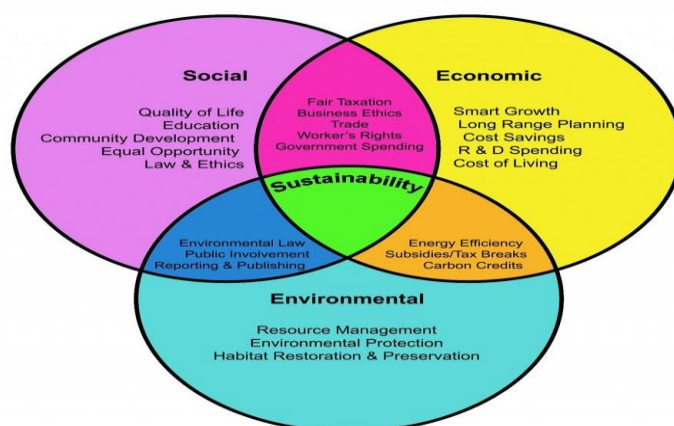 Social
Quality of Life
Education
Community Development
Equal Opportunity
Law & Ethics
Fair Taxation
Business Ethics
Trade
Worker's Rights
Government Spending
Economic
Smart Growth
Long Range Planning
Cost Savings
R & D Spending
Cost of Living
Sustainability
Environmental Law
Public Involvement
Reporting & Publishing
Energy Efficiency
Subsidies/Tax Breaks
Carbon Credits
Environmental
Resource Management
Environmental Protection
Habitat Restoration & Preservation